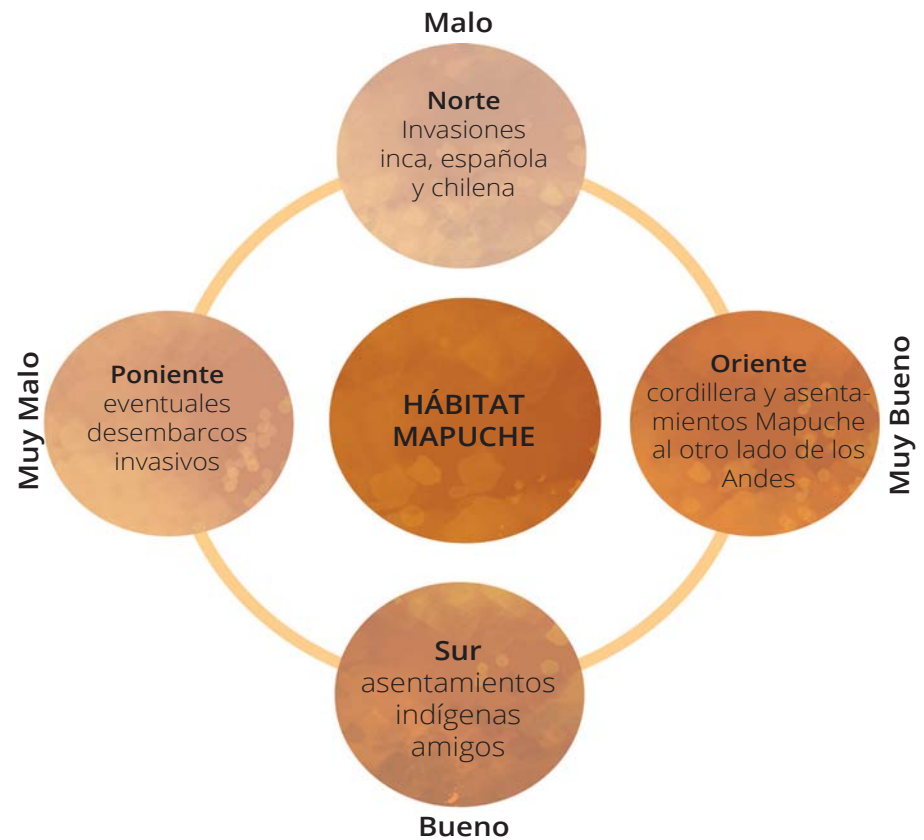 Malo
Norte
Invasiones
inca, española
y chilena
Muy Malo
Poniente
eventuales
desembarcos
invasivos
HÁBITAT
MAPUCHE
Oriente
cordillera y asenta-
mientos Mapuche
al otro lado de los
Andes
Muy Bueno
Sur
asentamientos
indígenas
amigos
Bueno